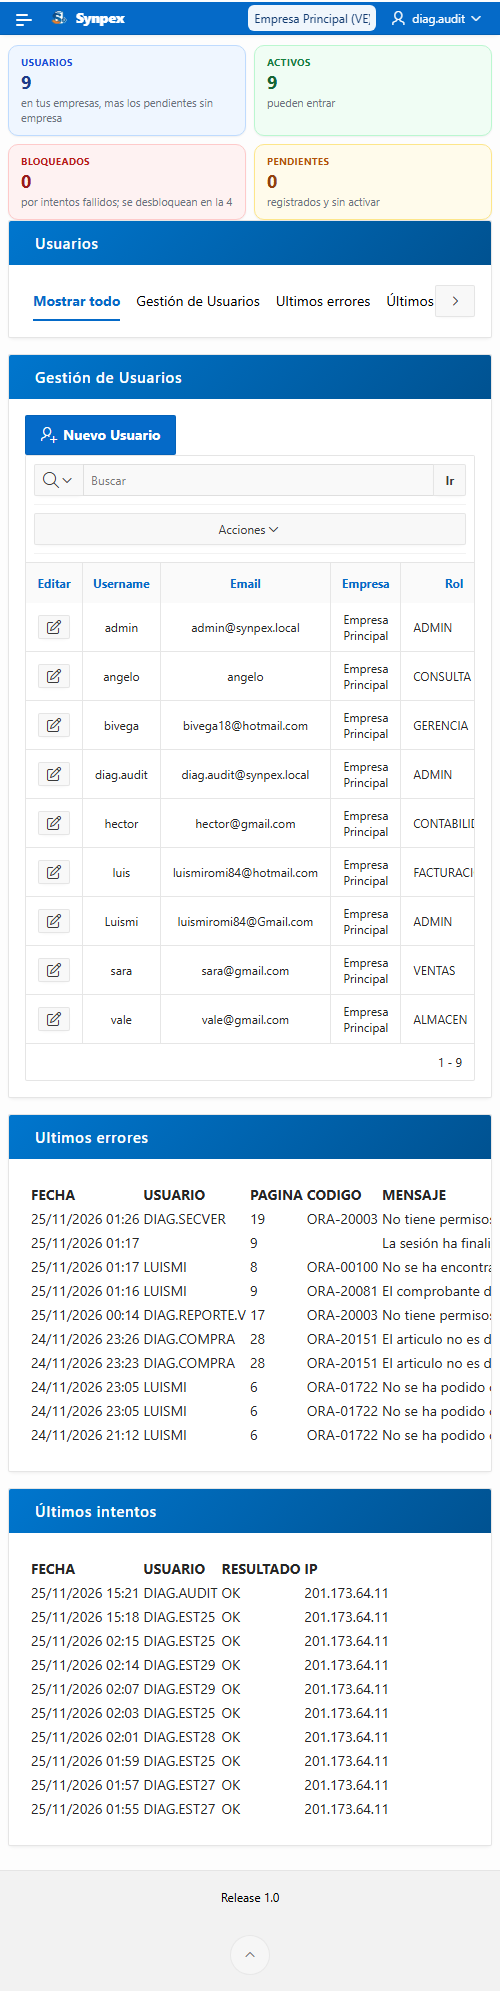 Synpex
Empresa Principal (VE)
diag.audit
USUARIOS
9
en tus empresas, mas los pendientes sin
empresa
ACTIVOS
9
pueden entrar
BLOQUEADOS
0
por intentos fallidos; se desbloquean en la 4
PENDIENTES
0
registrados y sin activar
Usuarios
Mostrar todo Gestión de Usuarios Ultimos errores Últimos
Gestión de Usuarios
Nuevo Usuario
Buscar Ir
Acciones
Editar Username Email Empresa Rol
admin admin@synpex.local Empresa Principal ADMIN
angelo angelo Empresa Principal CONSULTA
bivega bivega18@hotmail.com Empresa Principal GERENCIA
diag.audit diag.audit@synpex.local Empresa Principal ADMIN
hector hector@gmail.com Empresa Principal CONTABILID
luis luismiromi84@hotmail.com Empresa Principal FACTURACI
Luismi luismiromi84@Gmail.com Empresa Principal ADMIN
sara sara@gmail.com Empresa Principal VENTAS
vale vale@gmail.com Empresa Principal ALMACEN
1 - 9
Ultimos errores
FECHA USUARIO PAGINA CODIGO MENSAJE
25/11/2026 01:26 DIAG.SECVER 19 ORA-20003 No tiene permisos
25/11/2026 01:17 9 La sesión ha finali
25/11/2026 01:17 LUISMI 8 ORA-00100 No se ha encontra
25/11/2026 01:16 LUISMI 9 ORA-20081 El comprobante d
25/11/2026 00:14 DIAG.REPORTE.V 17 ORA-20003 No tiene permisos
24/11/2026 23:26 DIAG.COMPRA 28 ORA-20151 El articulo no es d
24/11/2026 23:23 DIAG.COMPRA 28 ORA-20151 El articulo no es d
24/11/2026 23:05 LUISMI 6 ORA-01722 No se ha podido
24/11/2026 23:05 LUISMI 6 ORA-01722 No se ha podido
24/11/2026 21:12 LUISMI 6 ORA-01722 No se ha podido
Últimos intentos
FECHA USUARIO RESULTADO IP
25/11/2026 15:21 DIAG.AUDIT OK 201.173.64.11
25/11/2026 15:18 DIAG.EST25 OK 201.173.64.11
25/11/2026 02:15 DIAG.EST25 OK 201.173.64.11
25/11/2026 02:14 DIAG.EST29 OK 201.173.64.11
25/11/2026 02:07 DIAG.EST29 OK 201.173.64.11
25/11/2026 02:03 DIAG.EST25 OK 201.173.64.11
25/11/2026 02:01 DIAG.EST28 OK 201.173.64.11
25/11/2026 01:59 DIAG.EST25 OK 201.173.64.11
25/11/2026 01:57 DIAG.EST27 OK 201.173.64.11
25/11/2026 01:55 DIAG.EST27 OK 201.173.64.11
Release 1.0